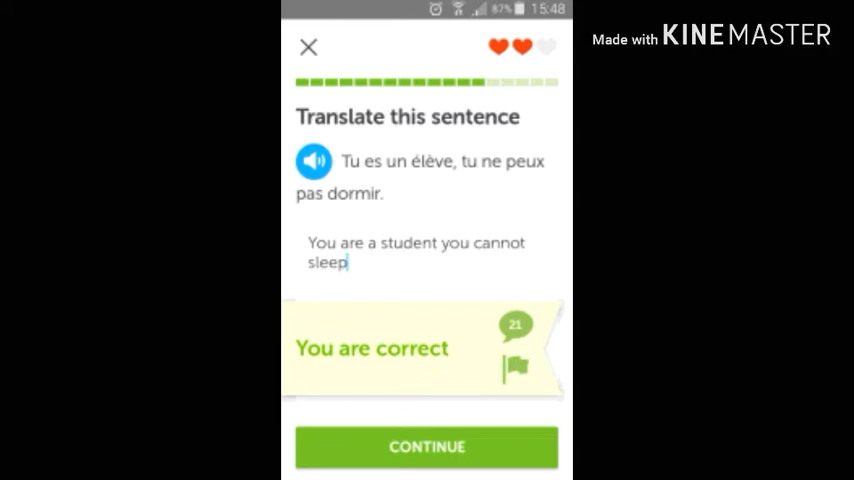 87% 15:48
Made with KINEMASTER
Translate this sentence
Tu es un élève, tu ne peux
pas dormir.
You are a student you cannot
sleep
21
You are correct
CONTINUE